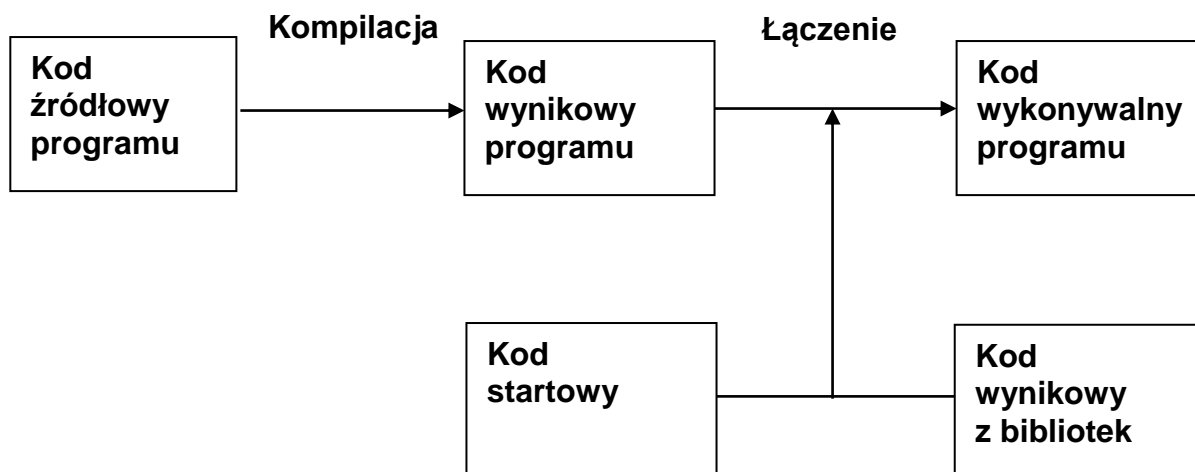 Kompilacja
Łączenie
Kod
źródłowy
programu
Kod
wynikowy
programu
Kod
wykonywalny
programu
Kod
startowy
Kod
wynikowy
z bibliotek